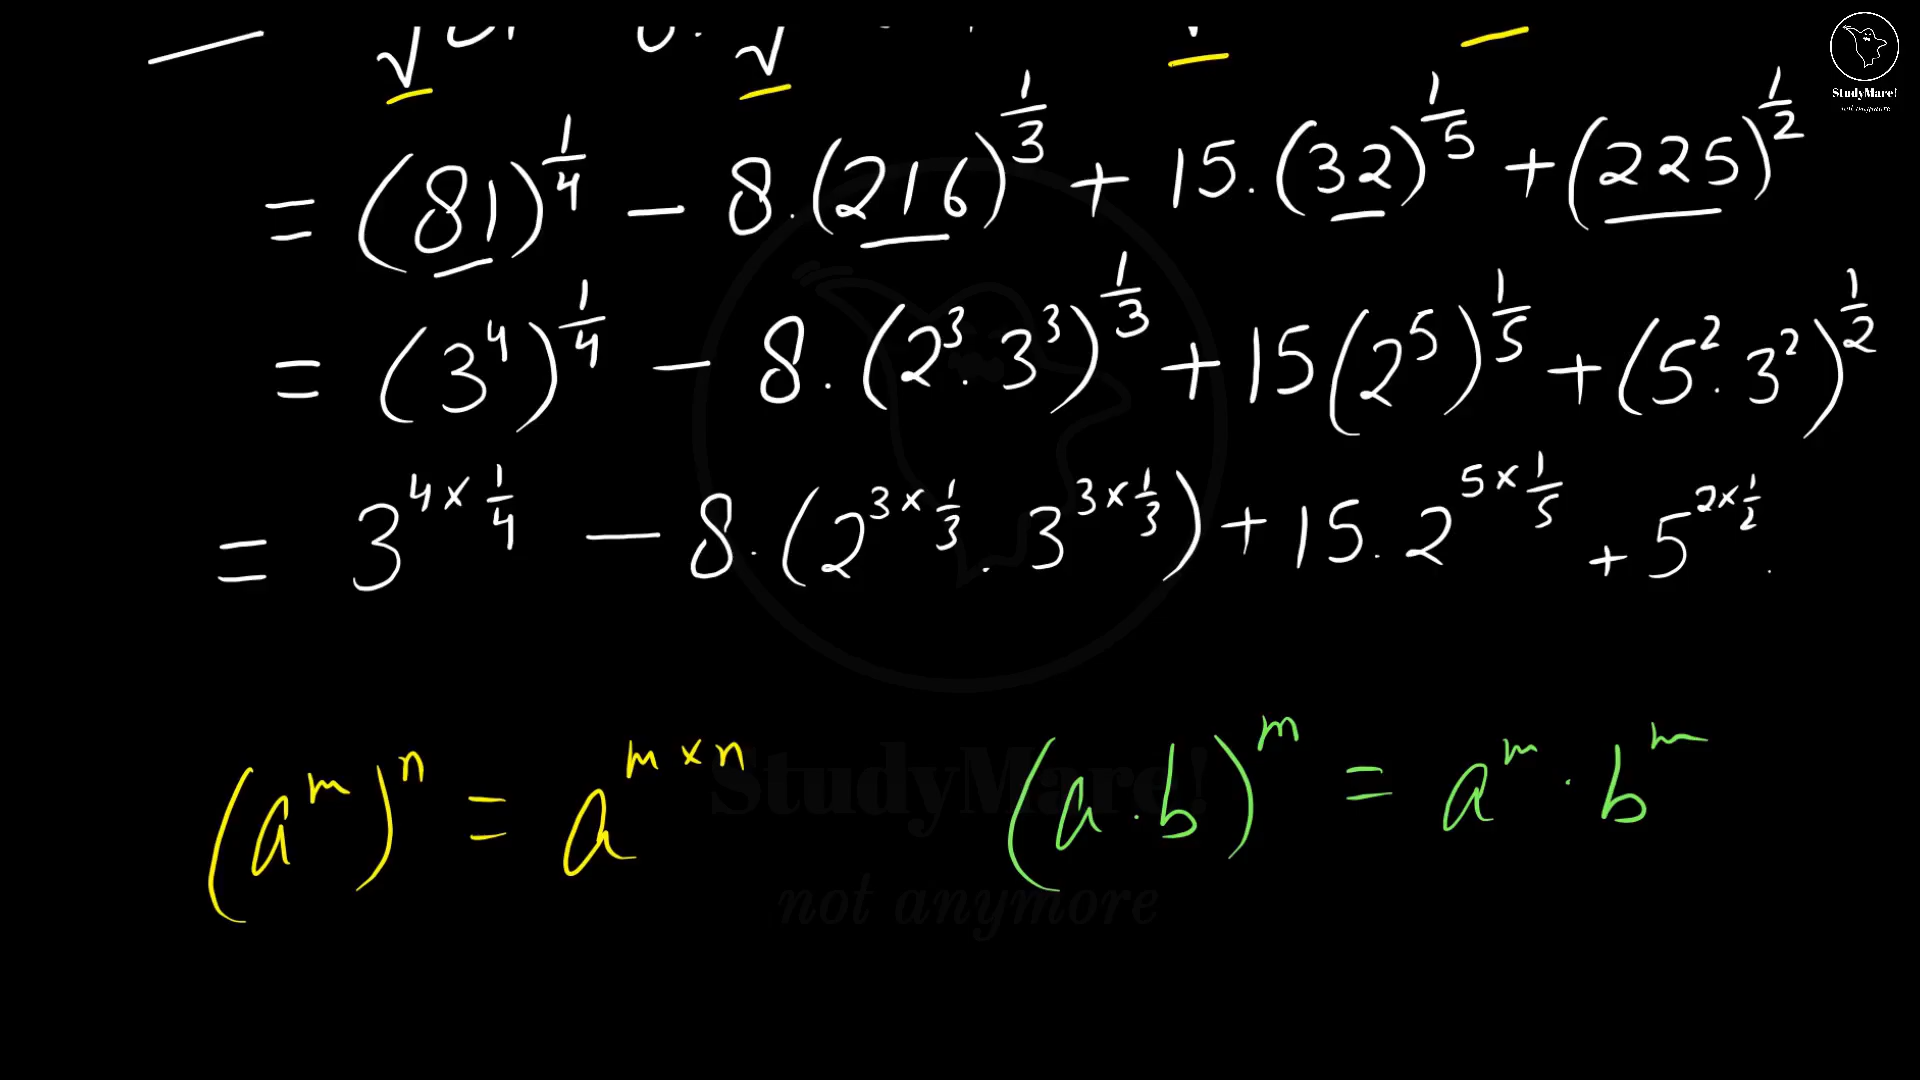 = (81)^{1/4} - 8.(216)^{1/3} + 15.(32)^{1/5} + (225)^{1/2}
= (3^4)^{1/4} - 8.(2^3.3^3)^{1/3} + 15(2^5)^{1/5} + (5^2.3^2)^{1/2}
= 3^{4×1/4} - 8.(2^{3×1/3}.3^{3×1/3}) + 15.2^{5×1/5} + 5^{2×1/2}.
(a^m)^n = a^{m×n}
(a.b)^m = a^m.b^m
StudyMare!
not anymore
StudyMare!
not anymore